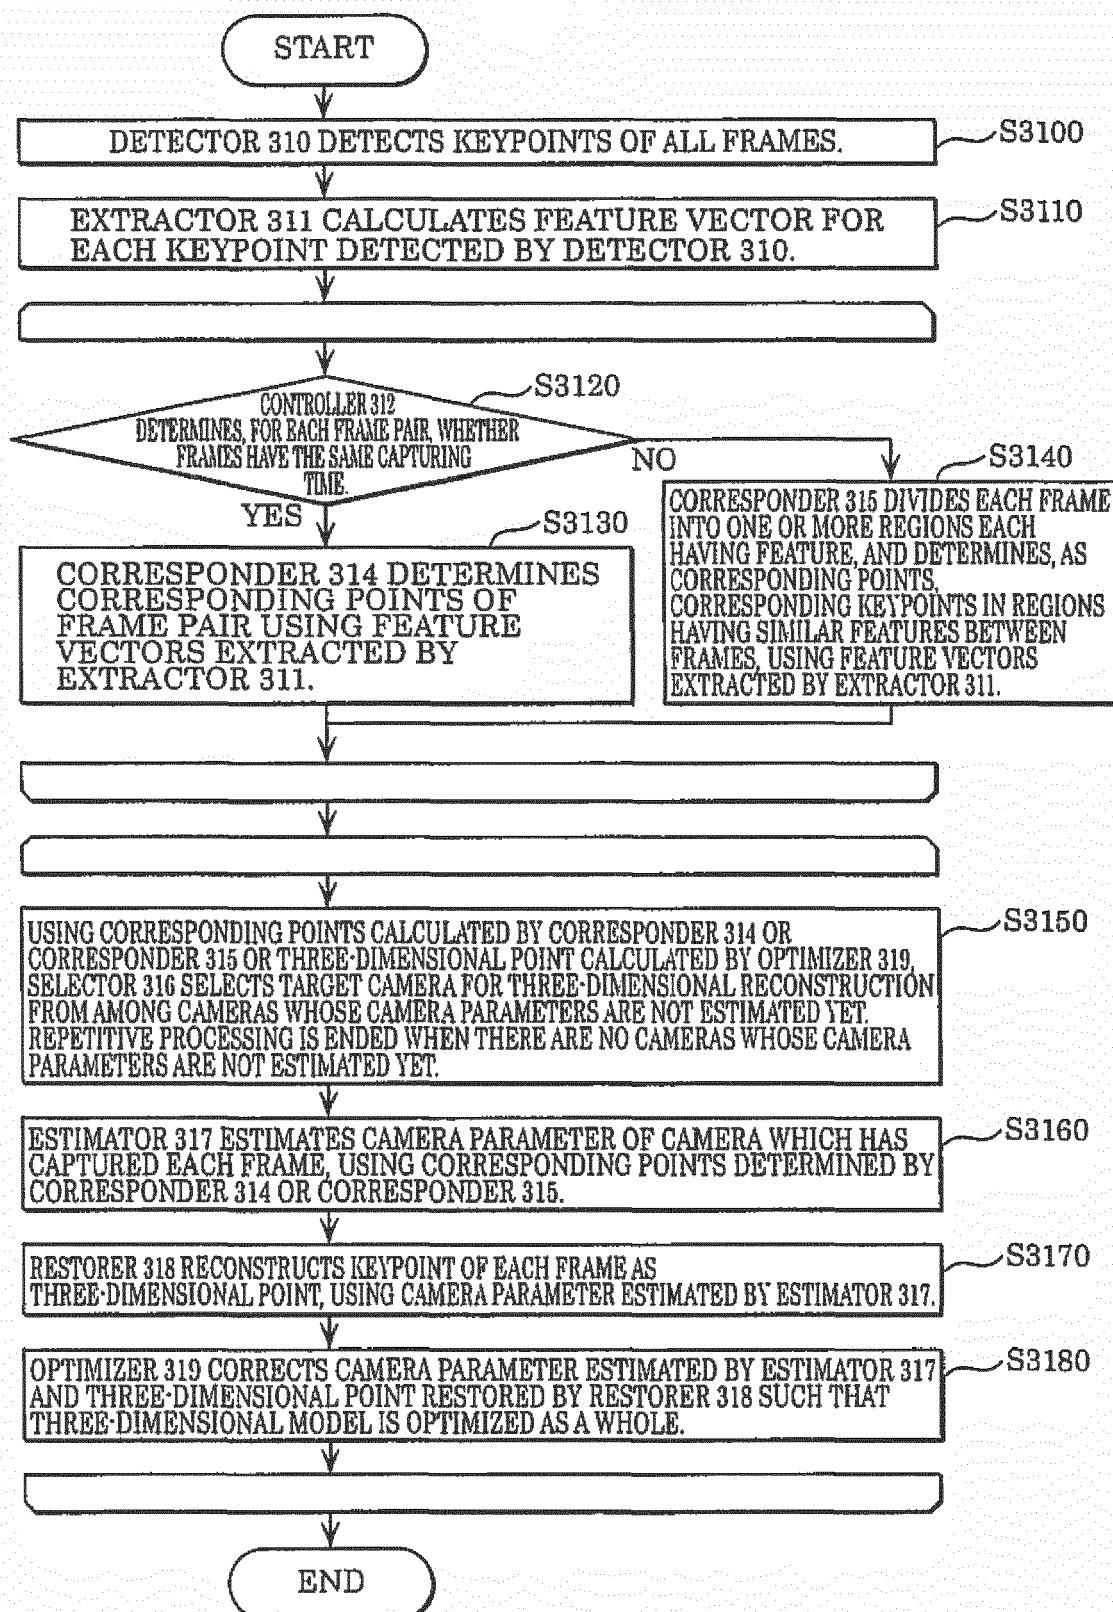 START
DETECTOR 310 DETECTS KEYPOINTS OF ALL FRAMES.
S3100
EXTRACTOR 311 CALCULATES FEATURE VECTOR FOR
EACH KEYPOINT DETECTED BY DETECTOR 310.
S3110
S3120
CONTROLLER 312
DETERMINES, FOR EACH FRAME PAIR, WHETHER
FRAMES HAVE THE SAME CAPTURING
TIME.
NO
YES
S3130
CORRESPONDER 314 DETERMINES
CORRESPONDING POINTS OF
FRAME PAIR USING FEATURE
VECTORS EXTRACTED BY
EXTRACTOR 311.
S3140
CORRESPONDER 315 DIVIDES EACH FRAME
INTO ONE OR MORE REGIONS EACH
HAVING FEATURE, AND DETERMINES, AS
CORRESPONDING POINTS,
CORRESPONDING KEYPOINTS IN REGIONS
HAVING SIMILAR FEATURES BETWEEN
FRAMES, USING FEATURE VECTORS
EXTRACTED BY EXTRACTOR 311.
USING CORRESPONDING POINTS CALCULATED BY CORRESPONDER 314 OR
CORRESPONDER 315 OR THREE-DIMENSIONAL POINT CALCULATED BY OPTIMIZER 319,
SELECTOR 316 SELECTS TARGET CAMERA FOR THREE-DIMENSIONAL RECONSTRUCTION
FROM AMONG CAMERAS WHOSE CAMERA PARAMETERS ARE NOT ESTIMATED YET.
REPETITIVE PROCESSING IS ENDED WHEN THERE ARE NO CAMERAS WHOSE CAMERA
PARAMETERS ARE NOT ESTIMATED YET.
S3150
ESTIMATOR 317 ESTIMATES CAMERA PARAMETER OF CAMERA WHICH HAS
CAPTURED EACH FRAME, USING CORRESPONDING POINTS DETERMINED BY
CORRESPONDER 314 OR CORRESPONDER 315.
S3160
RESTORER 318 RECONSTRUCTS KEYPOINT OF EACH FRAME AS
THREE-DIMENSIONAL POINT, USING CAMERA PARAMETER ESTIMATED BY ESTIMATOR 317.
S3170
OPTIMIZER 319 CORRECTS CAMERA PARAMETER ESTIMATED BY ESTIMATOR 317
AND THREE-DIMENSIONAL POINT RESTORED BY RESTORER 318 SUCH THAT
THREE-DIMENSIONAL MODEL IS OPTIMIZED AS A WHOLE.
S3180
END